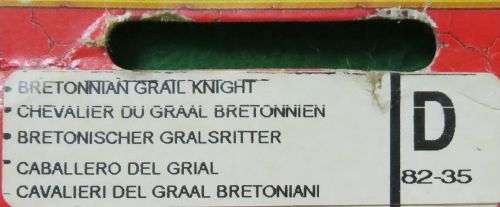 • BRETONNIAN GRAIL KNIGHT
• CHEVALIER DU GRAAL BRETONNIEN
• BRETONISCHER GRALSRITTER
• CABALLERO DEL GRIAL
CAVALIERI DEL GRAAL BRETONIANI
D
82-35